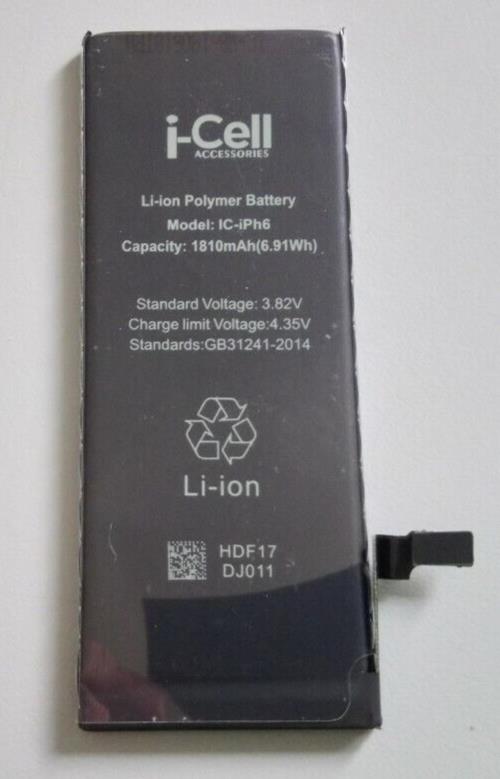 i-Cell
ACCESSORIES
Li-ion Polymer Battery
Model: IC-iPh6
Capacity: 1810mAh(6.91Wh)
Standard Voltage: 3.82V
Charge limit Voltage:4.35V
Standards:GB31241-2014
Li-ion
HDF17
DJ011